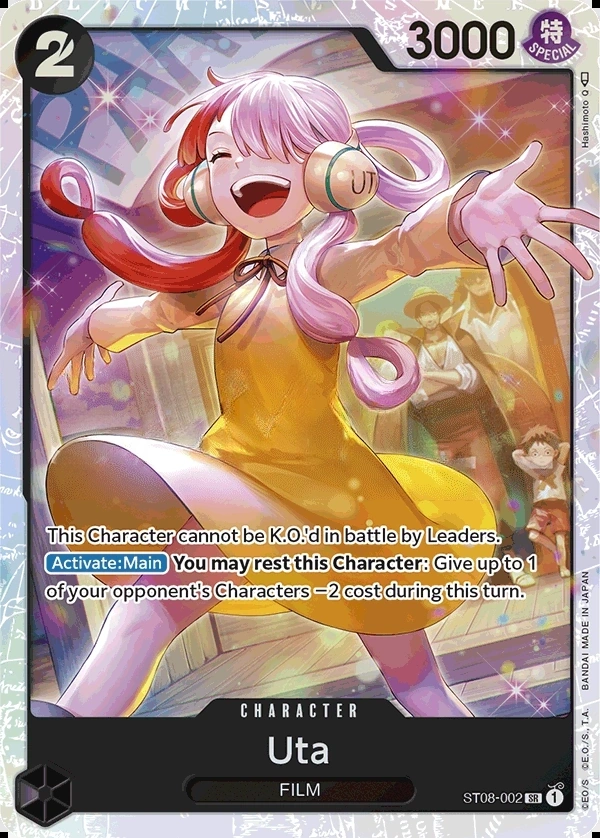 2
3000
特
SPECIAL
UT
Hashimoto Q
This Character cannot be K.O.'d in battle by Leaders.
Activate:Main You may rest this Character: Give up to 1
of your opponent's Characters −2 cost during this turn.
©EO/S ©E.O./S., T.A. BANDAI MADE IN JAPAN
CHARACTER
Uta
FILM
ST08-002 SR 1